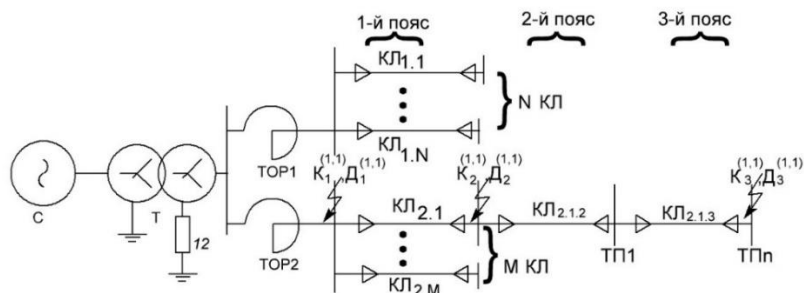 1-й пояс 2-й пояс 3-й пояс
КЛ1.1
N КЛ
КЛ1.N
ТОР1
К1(1,1) Д1(1,1) К2(1,1) Д2(1,1) К3(1,1), Д3(1,1)
С Т 12
КЛ2.1 КЛ2.1.2 КЛ2.1.3
ТОР2 М КЛ ТП1 ТПn
КЛ2.М